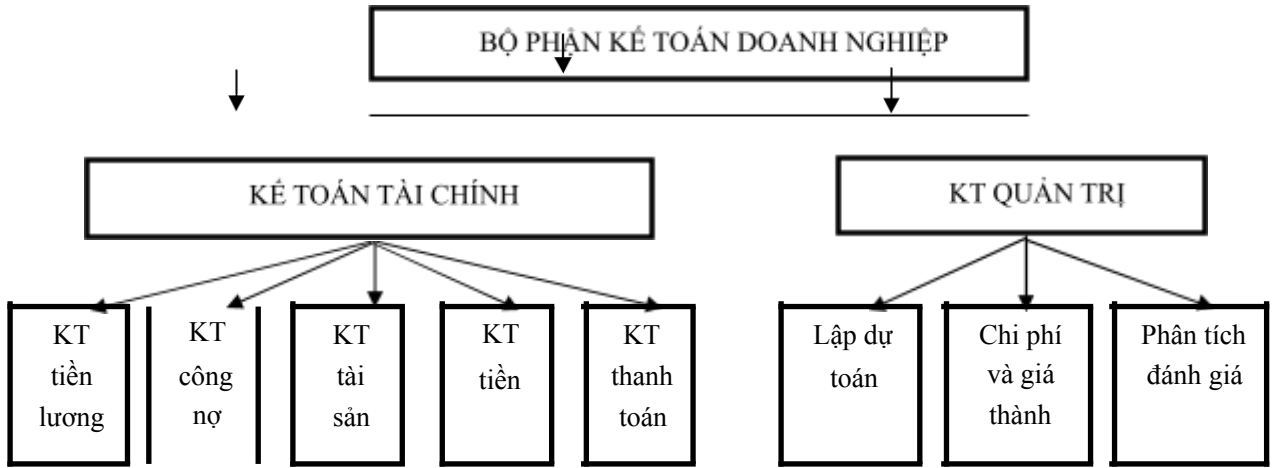 BỘ PHẬN KẾ TOÁN DOANH NGHIỆP
KẾ TOÁN TÀI CHÍNH
KT QUẢN TRỊ
KT
tiền
lương
KT
công
nợ
KT
tài
sản
KT
tiền
KT
thanh
toán
Lập dự
toán
Chi phí
và giá
thành
Phân tích
đánh giá